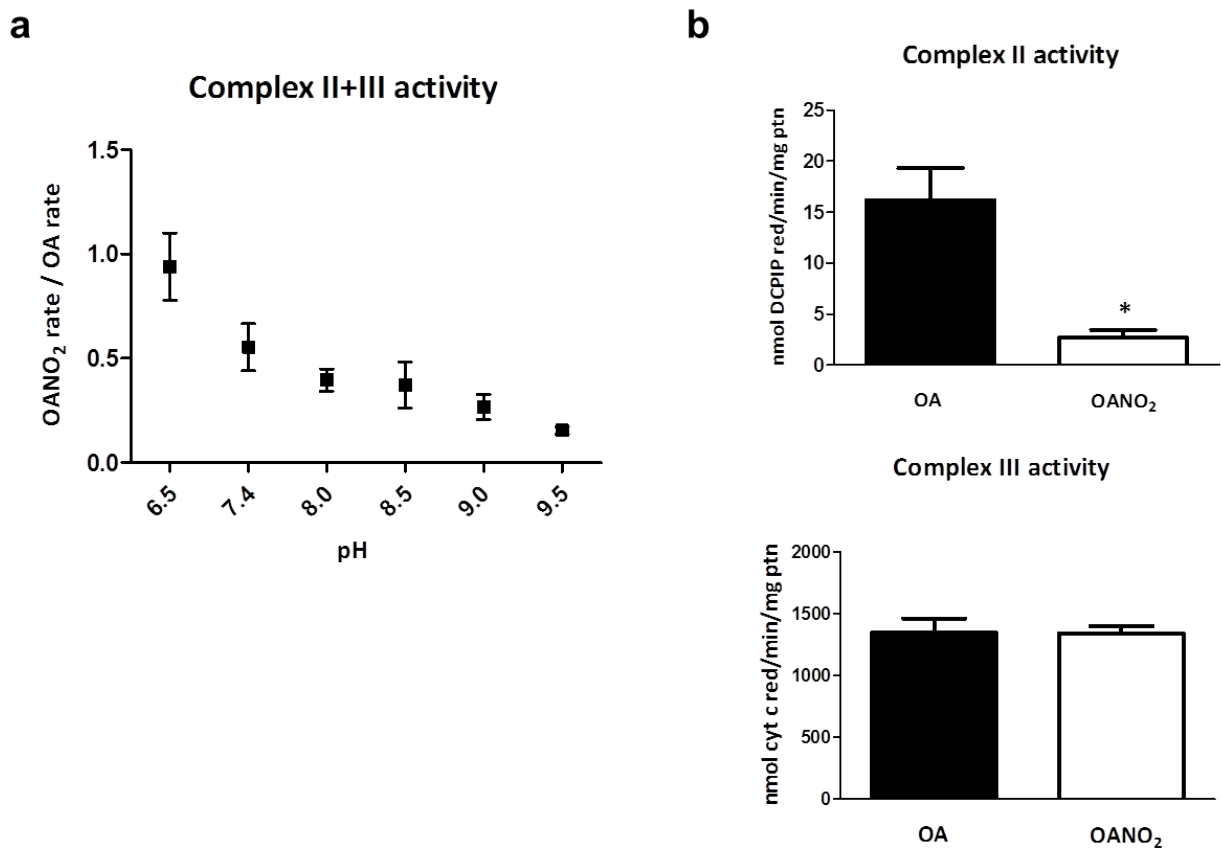 a
Complex II+III activity
OANO₂ rate / OA rate
1.5
1.0
0.5
0.0
6.5
7.4
8.0
8.5
9.0
9.5
pH
b
Complex II activity
nmol DCPIP red/min/mg ptn
25
20
15
10
5
0
*
OA
OANO₂
Complex III activity
nmol cyt c red/min/mg ptn
2000
1500
1000
500
0
OA
OANO₂